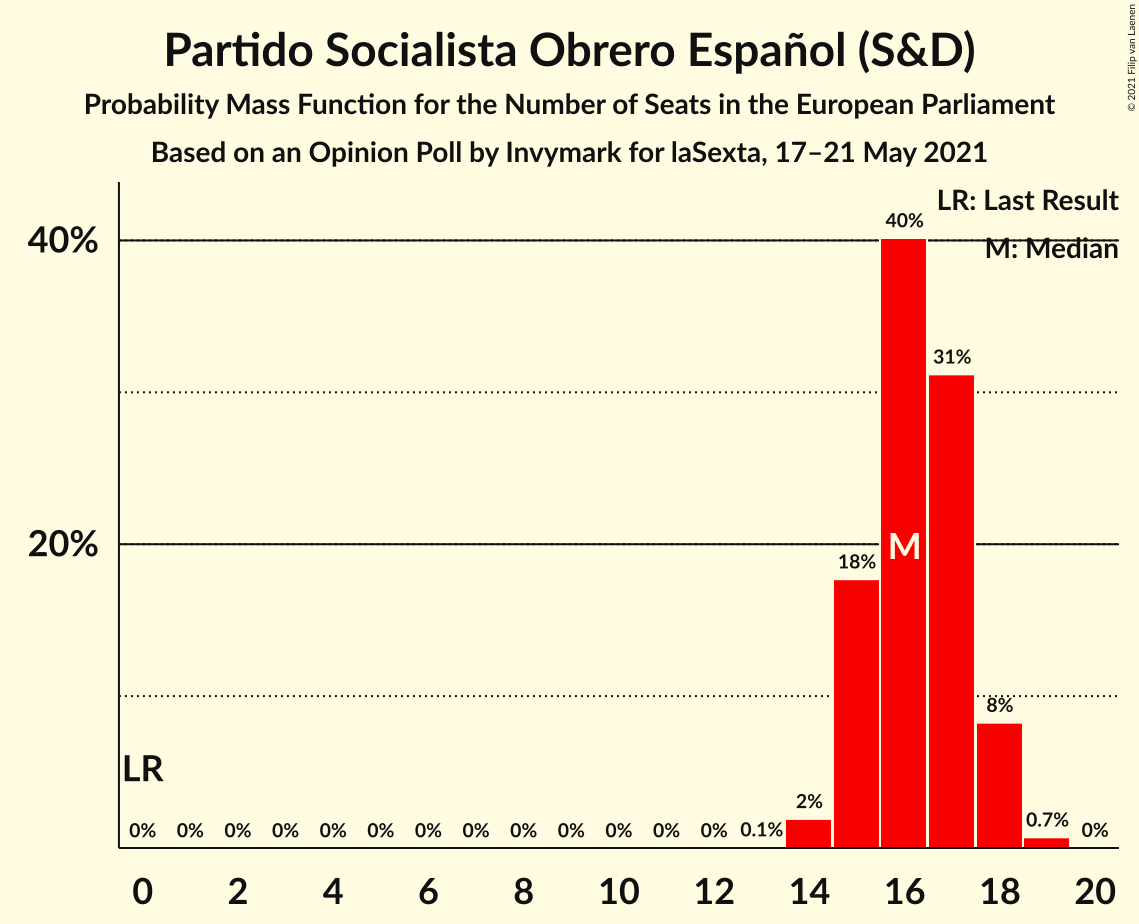 Partido Socialista Obrero Español (S&D)
Probability Mass Function for the Number of Seats in the European Parliament
Based on an Opinion Poll by Invymark for laSexta, 17–21 May 2021
© 2021 Filip van Laenen
LR: Last Result
M: Median
40%
20%
40%
31%
18%
M
8%
LR
0% 0% 0% 0% 0% 0% 0% 0% 0% 0% 0% 0% 0% 0.1% 2% 0.7% 0%
0 2 4 6 8 10 12 14 16 18 20